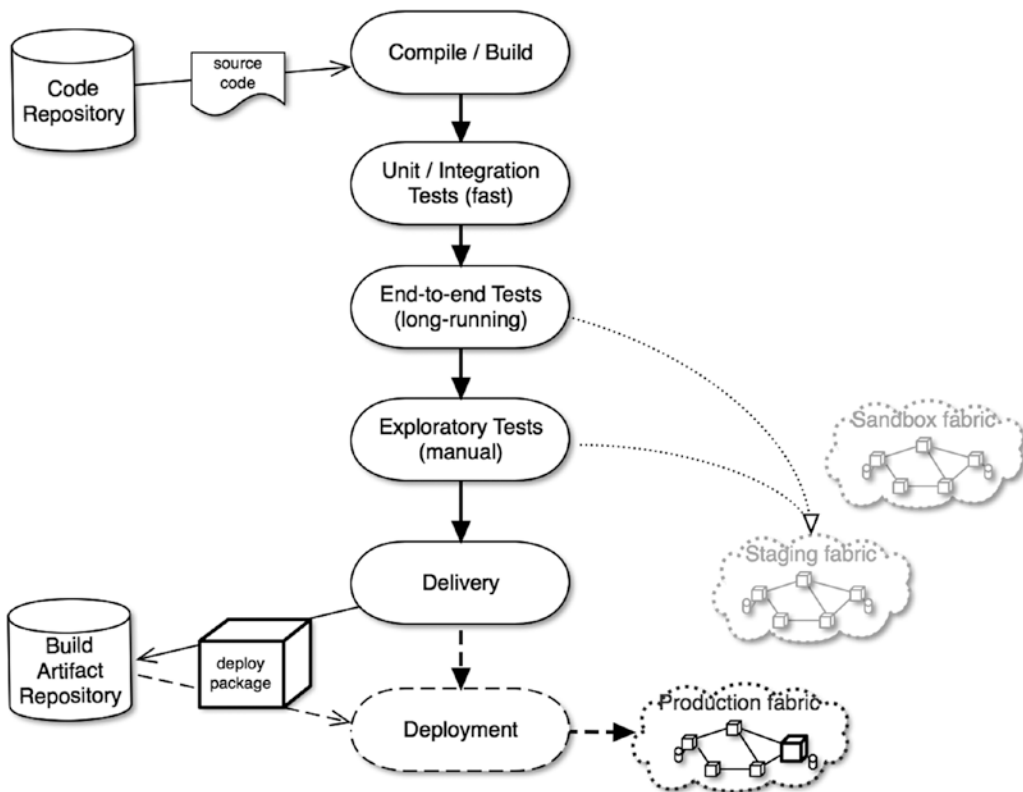 Code
Repository
source
code
Compile / Build
Unit / Integration
Tests (fast)
End-to-end Tests
(long-running)
Exploratory Tests
(manual)
Sandbox fabric
Staging fabric
Delivery
Build
Artifact
Repository
deploy
package
Deployment
Production fabric